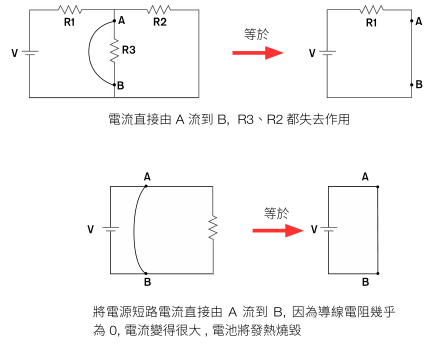 R1 A R2 等於 R1 A
V R3 V
B B
電流直接由 A 流到 B, R3、R2 都失去作用
A 等於 A
V V
B B
將電源短路電流直接由 A 流到 B, 因為導線電阻幾乎
為 0, 電流變得很大 , 電池將發熱燒毀